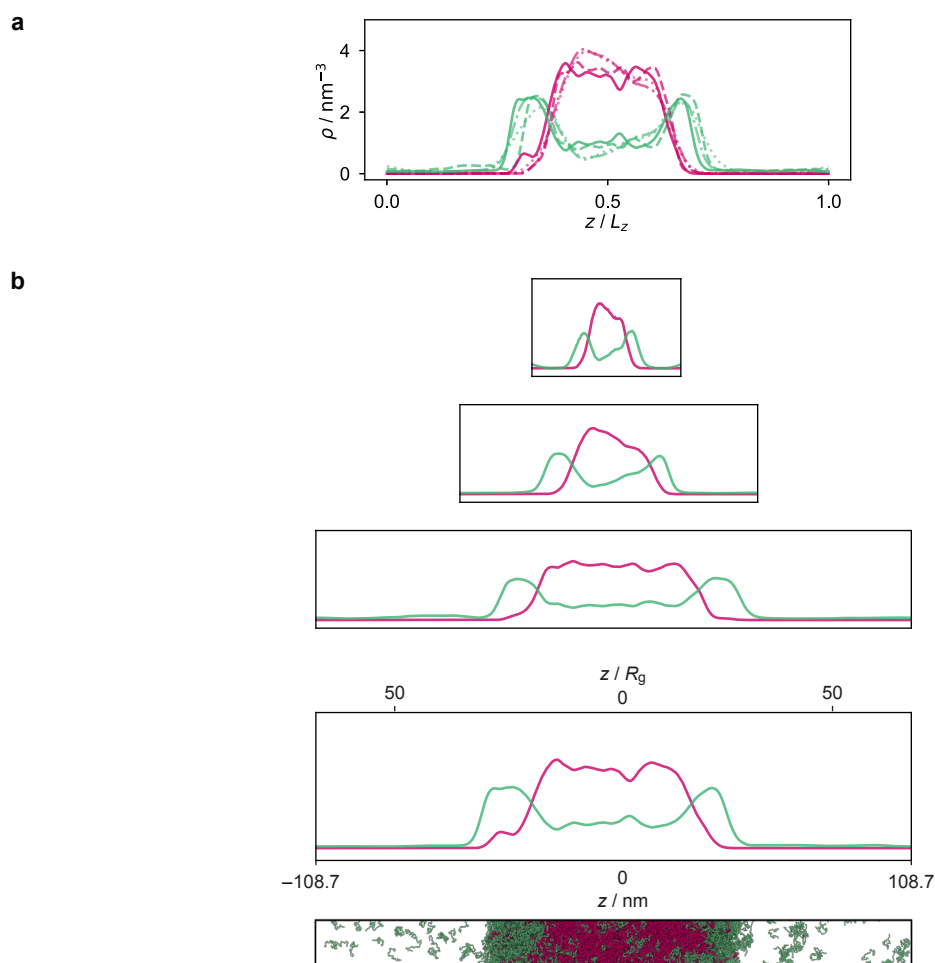 a
4
2
0
ρ / nm⁻³
0.0
0.5
1.0
z / L_z
b
z / R_g
50
0
50
–108.7
0
108.7
z / nm